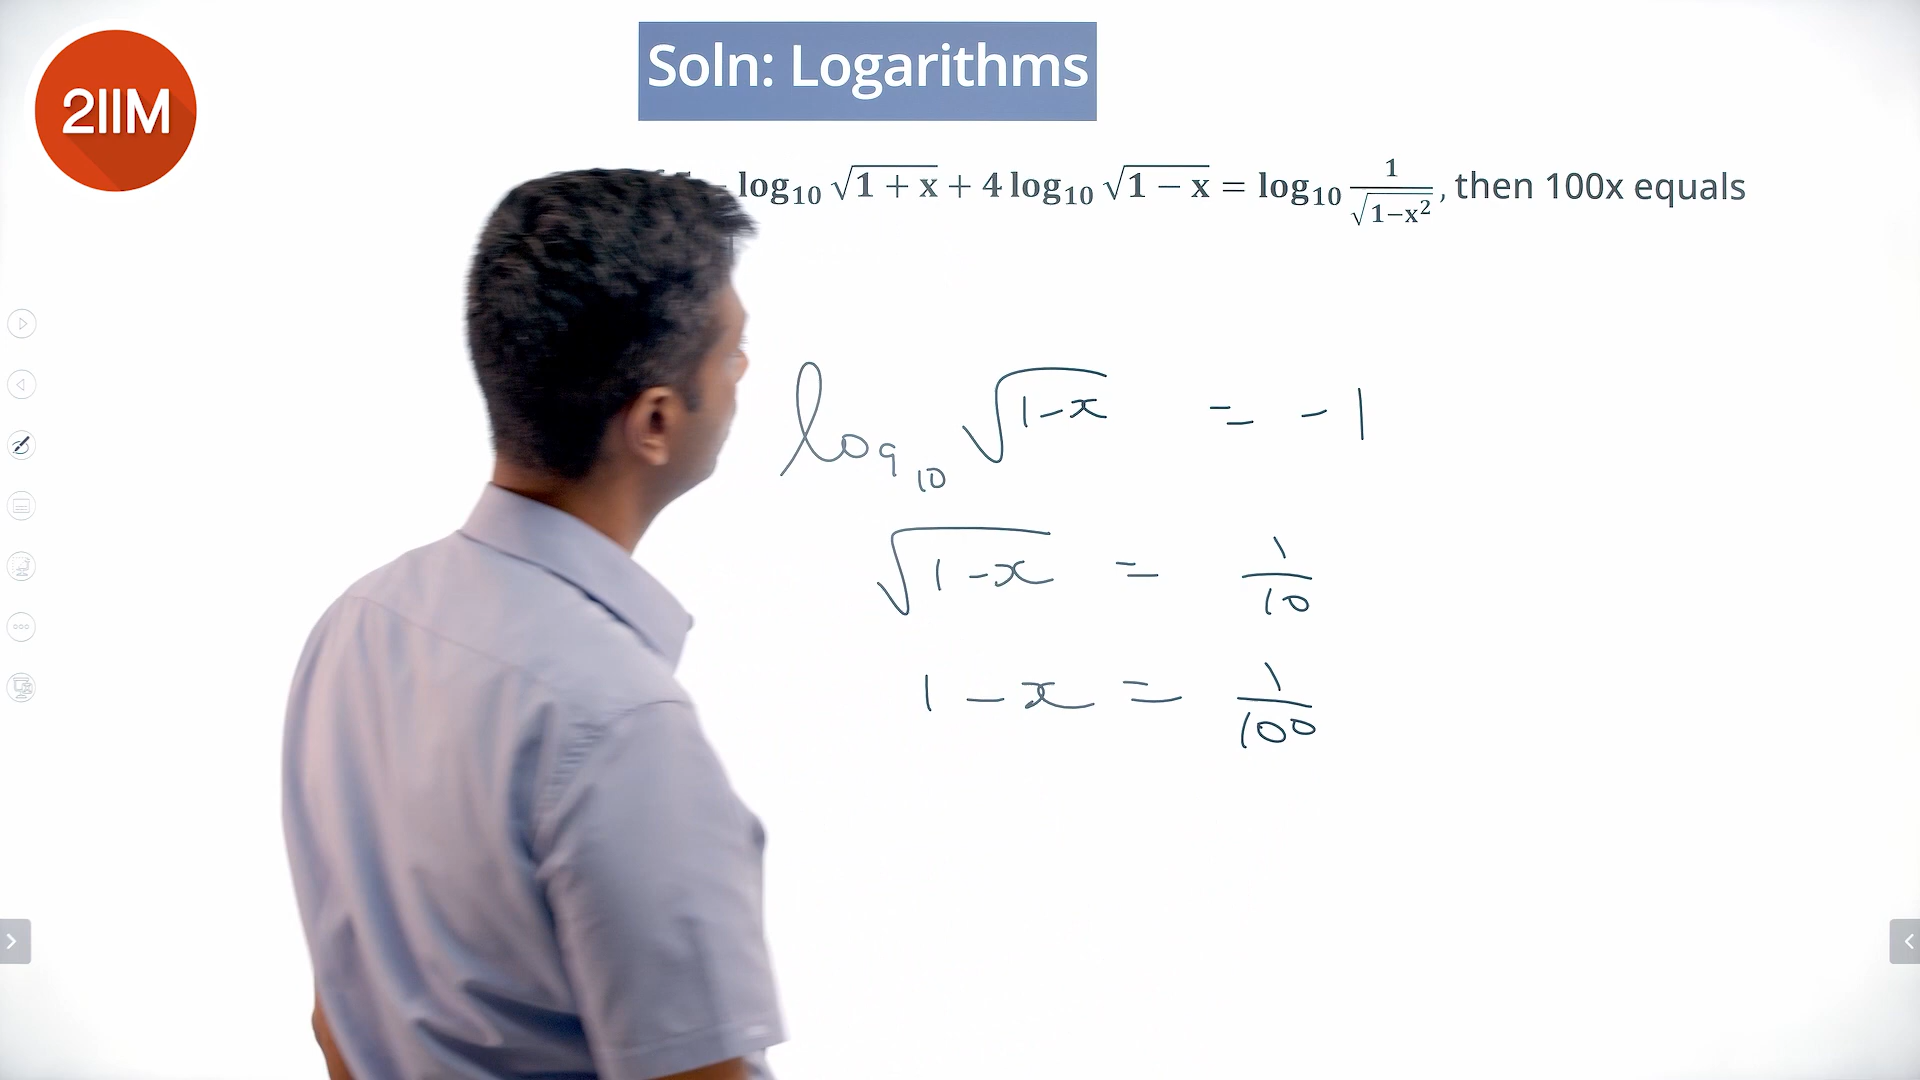 2IIM
Soln: Logarithms
log₁₀ √(1 + x) + 4 log₁₀ √(1 − x) = log₁₀ 1/√(1−x²), then 100x equals
log₁₀ √(1-x) = -1
√(1-x) = 1/10
1 - x = 1/100